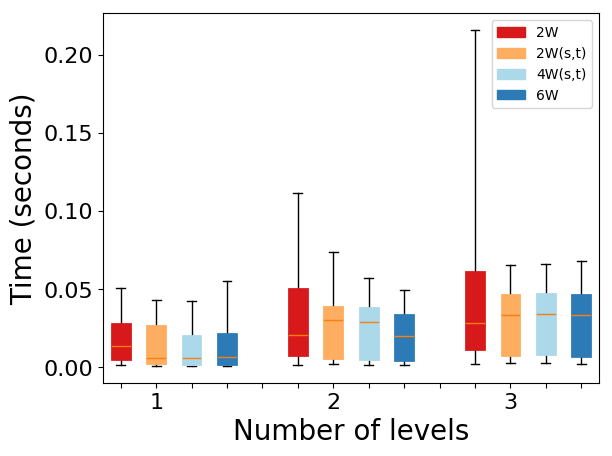 2W
2W(s,t)
4W(s,t)
6W
0.20
0.15
0.10
0.05
0.00
Time (seconds)
1 2 3
Number of levels